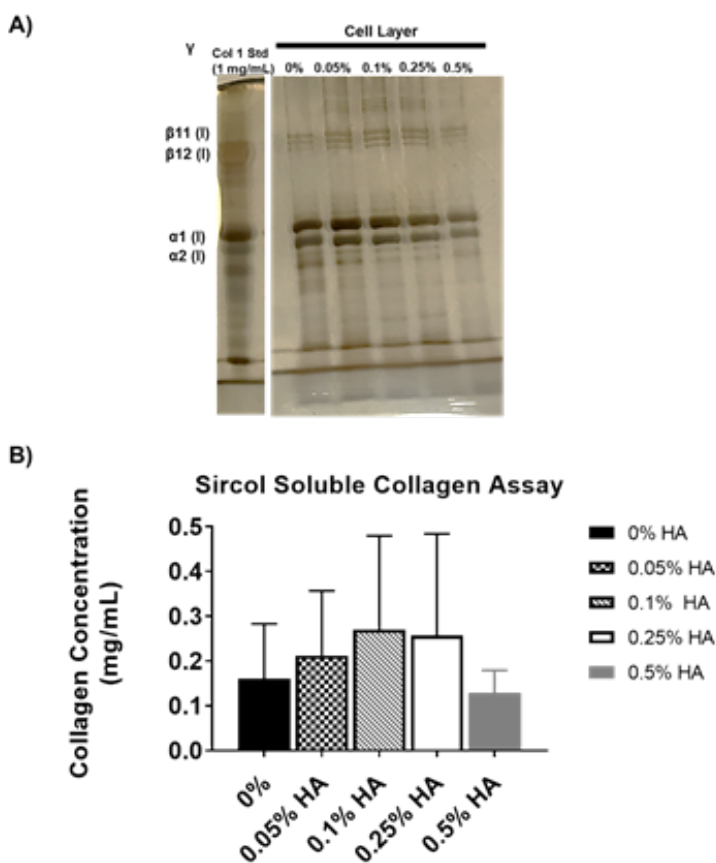 A)
Cell Layer
γ
Col 1 Std
(1 mg/mL)
0% 0.05% 0.1% 0.25% 0.5%
β11 (I)
β12 (I)
α1 (I)
α2 (I)
B)
Sircol Soluble Collagen Assay
Collagen Concentration
(mg/mL)
0.5
0.4
0.3
0.2
0.1
0.0
0%
0.05% HA
0.1% HA
0.25% HA
0.5% HA
0% HA
0.05% HA
0.1% HA
0.25% HA
0.5% HA